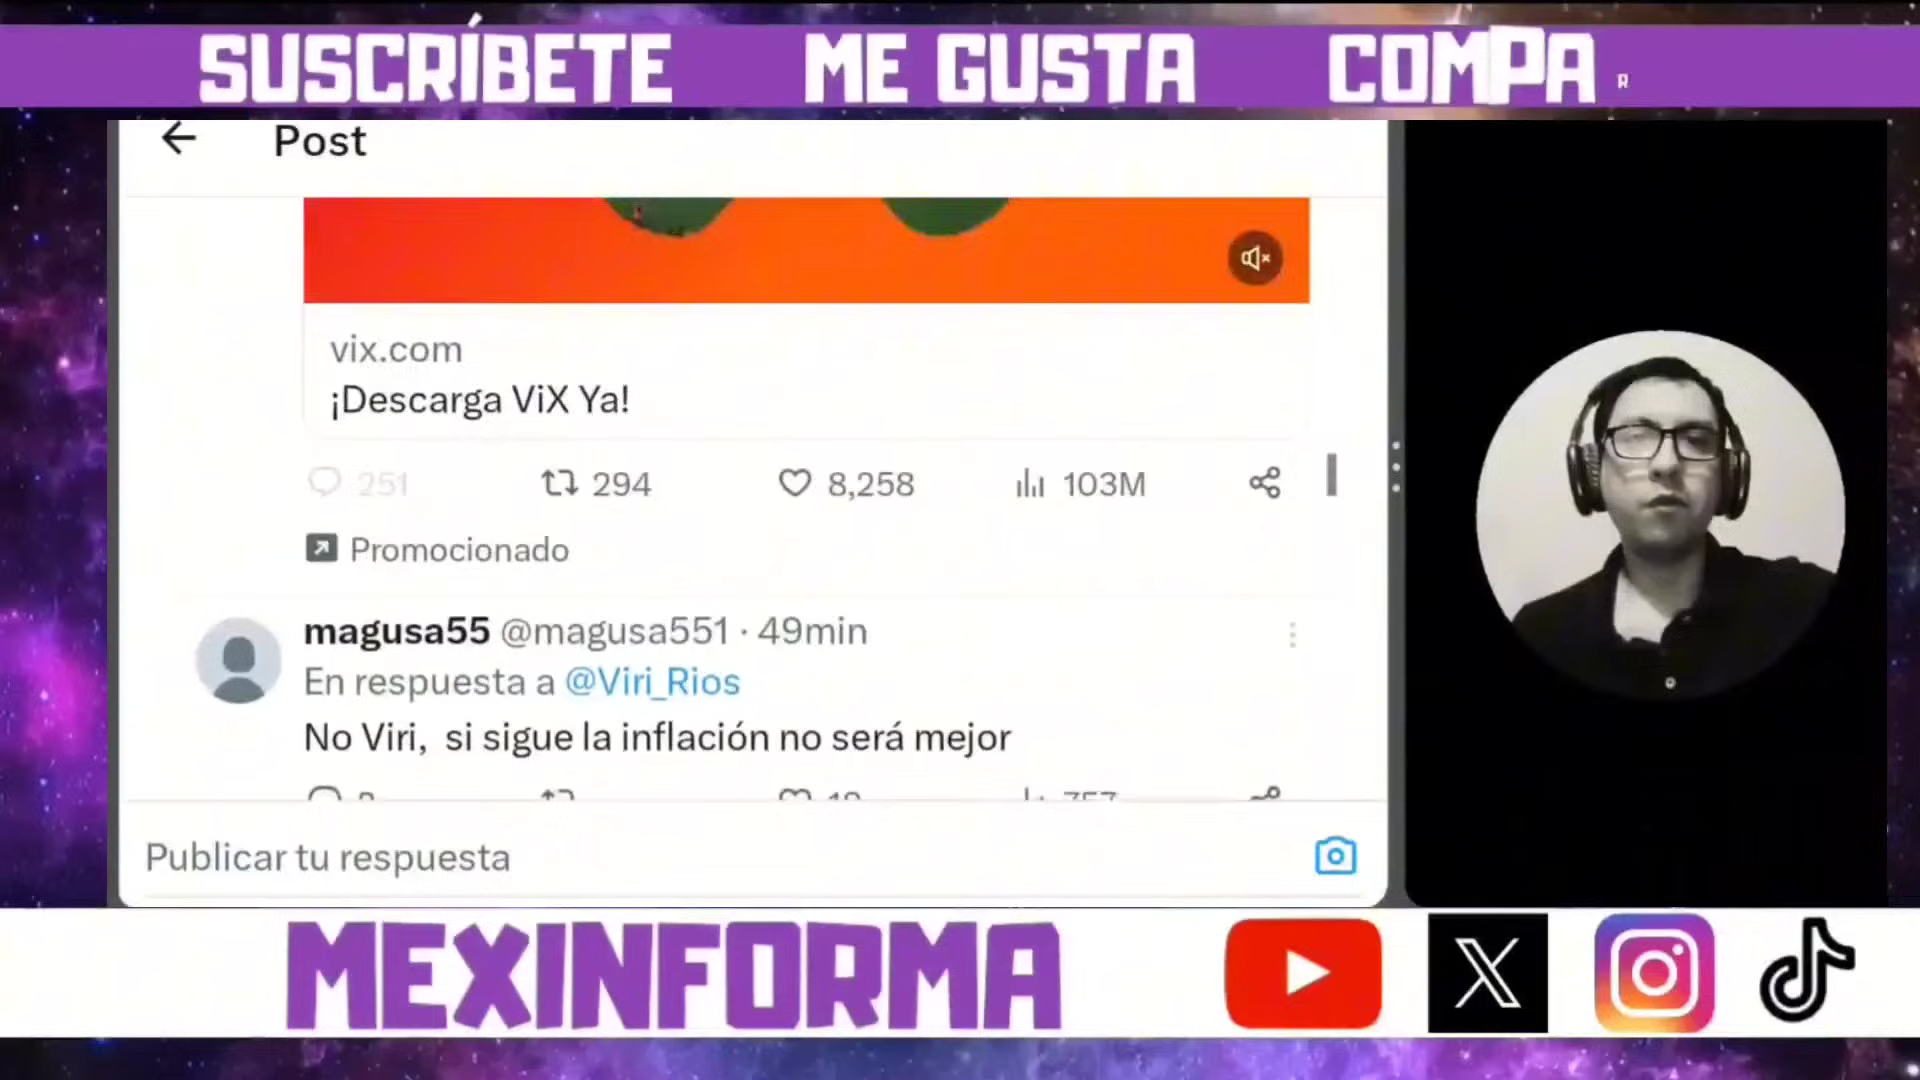 SUSCRÍBETE ME GUSTA COMPAR
Post
vix.com
¡Descarga ViX Ya!
251 294 8,258 103M
Promocionado
magusa55 @magusa551 · 49min
En respuesta a @Viri_Rios
No Viri, si sigue la inflación no será mejor
Publicar tu respuesta
MEXINFORMA